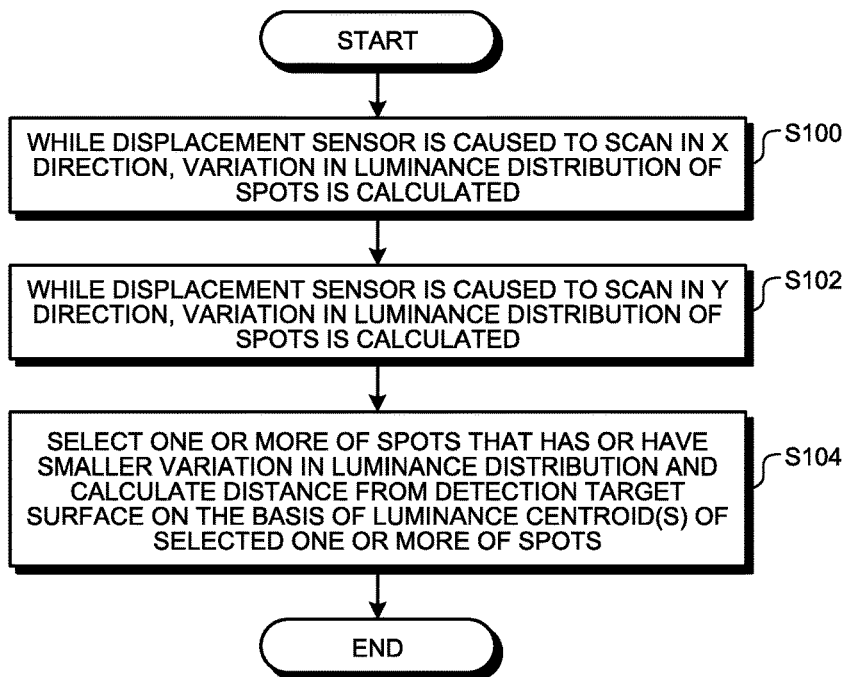 START
WHILE DISPLACEMENT SENSOR IS CAUSED TO SCAN IN X
DIRECTION, VARIATION IN LUMINANCE DISTRIBUTION OF
SPOTS IS CALCULATED
S100
WHILE DISPLACEMENT SENSOR IS CAUSED TO SCAN IN Y
DIRECTION, VARIATION IN LUMINANCE DISTRIBUTION OF
SPOTS IS CALCULATED
S102
SELECT ONE OR MORE OF SPOTS THAT HAS OR HAVE
SMALLER VARIATION IN LUMINANCE DISTRIBUTION AND
CALCULATE DISTANCE FROM DETECTION TARGET
SURFACE ON THE BASIS OF LUMINANCE CENTROID(S) OF
SELECTED ONE OR MORE OF SPOTS
S104
END